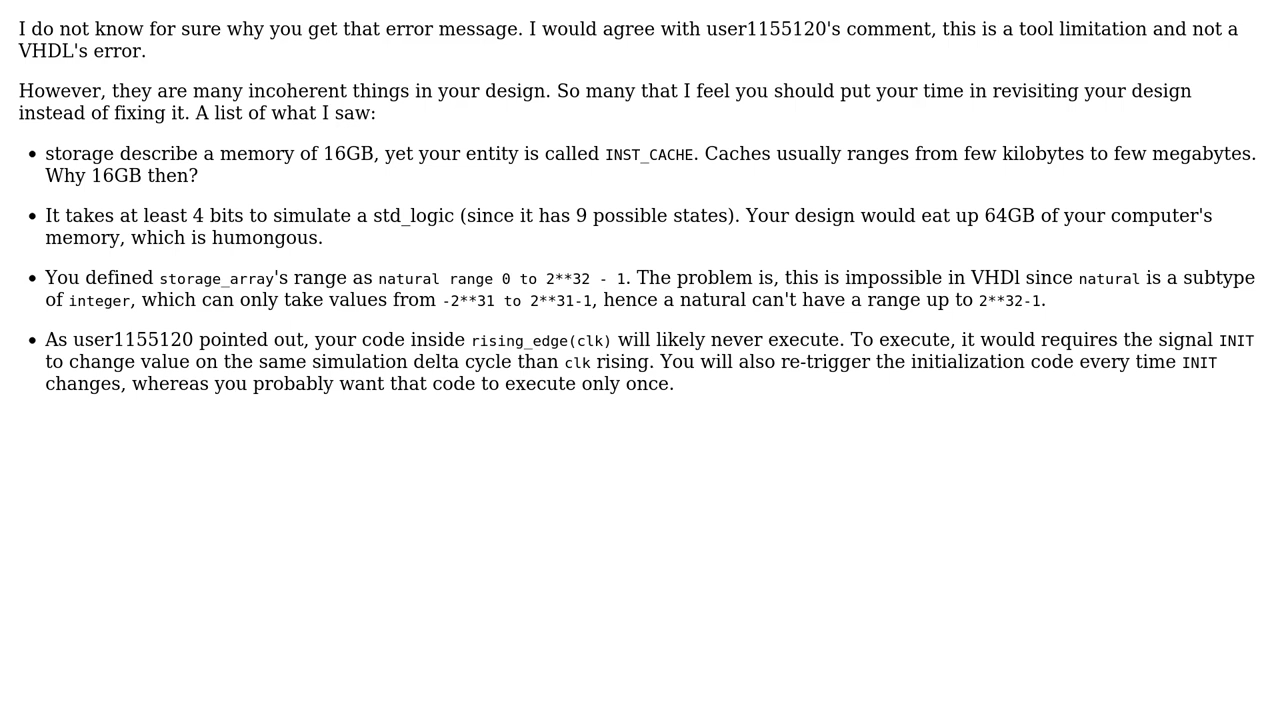 I do not know for sure why you get that error message. I would agree with user1155120's comment, this is a tool limitation and not a
VHDL's error.
However, they are many incoherent things in your design. So many that I feel you should put your time in revisiting your design
instead of fixing it. A list of what I saw:
• storage describe a memory of 16GB, yet your entity is called INST_CACHE. Caches usually ranges from few kilobytes to few megabytes.
Why 16GB then?
• It takes at least 4 bits to simulate a std_logic (since it has 9 possible states). Your design would eat up 64GB of your computer's
memory, which is humongous.
• You defined storage_array's range as natural range 0 to 2**32 - 1. The problem is, this is impossible in VHDl since natural is a subtype
of integer, which can only take values from -2**31 to 2**31-1, hence a natural can't have a range up to 2**32-1.
• As user1155120 pointed out, your code inside rising_edge(clk) will likely never execute. To execute, it would requires the signal INIT
to change value on the same simulation delta cycle than clk rising. You will also re-trigger the initialization code every time INIT
changes, whereas you probably want that code to execute only once.